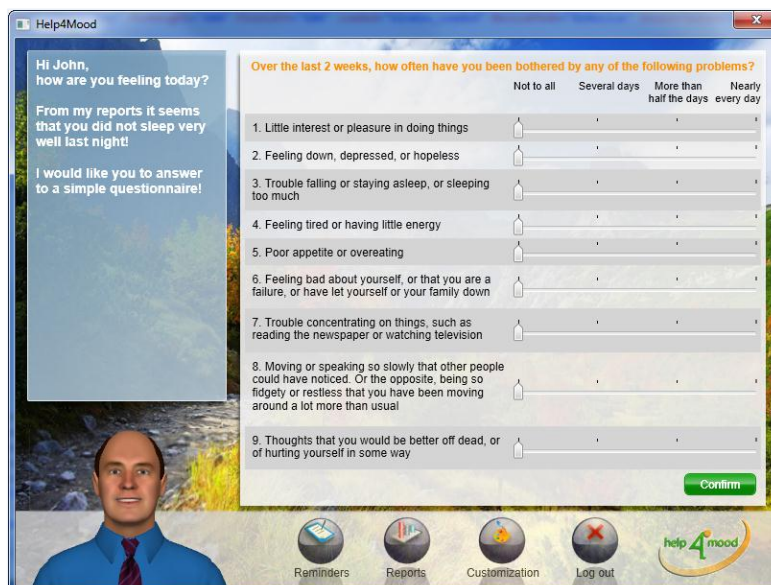 Help4Mood
Hi John,
how are you feeling today?
From my reports it seems
that you did not sleep very
well last night!
I would like you to answer
to a simple questionnaire!
Over the last 2 weeks, how often have you been bothered by any of the following problems?
Not to all
Several days
More than
half the days
Nearly
every day
1. Little interest or pleasure in doing things
2. Feeling down, depressed, or hopeless
3. Trouble falling or staying asleep, or sleeping
too much
4. Feeling tired or having little energy
5. Poor appetite or overeating
6. Feeling bad about yourself, or that you are a
failure, or have let yourself or your family down
7. Trouble concentrating on things, such as
reading the newspaper or watching television
8. Moving or speaking so slowly that other people
could have noticed. Or the opposite, being so
fidgety or restless that you have been moving
around a lot more than usual
9. Thoughts that you would be better off dead, or
of hurting yourself in some way
Confirm
Reminders
Reports
Customization
Log out
help 4 mood